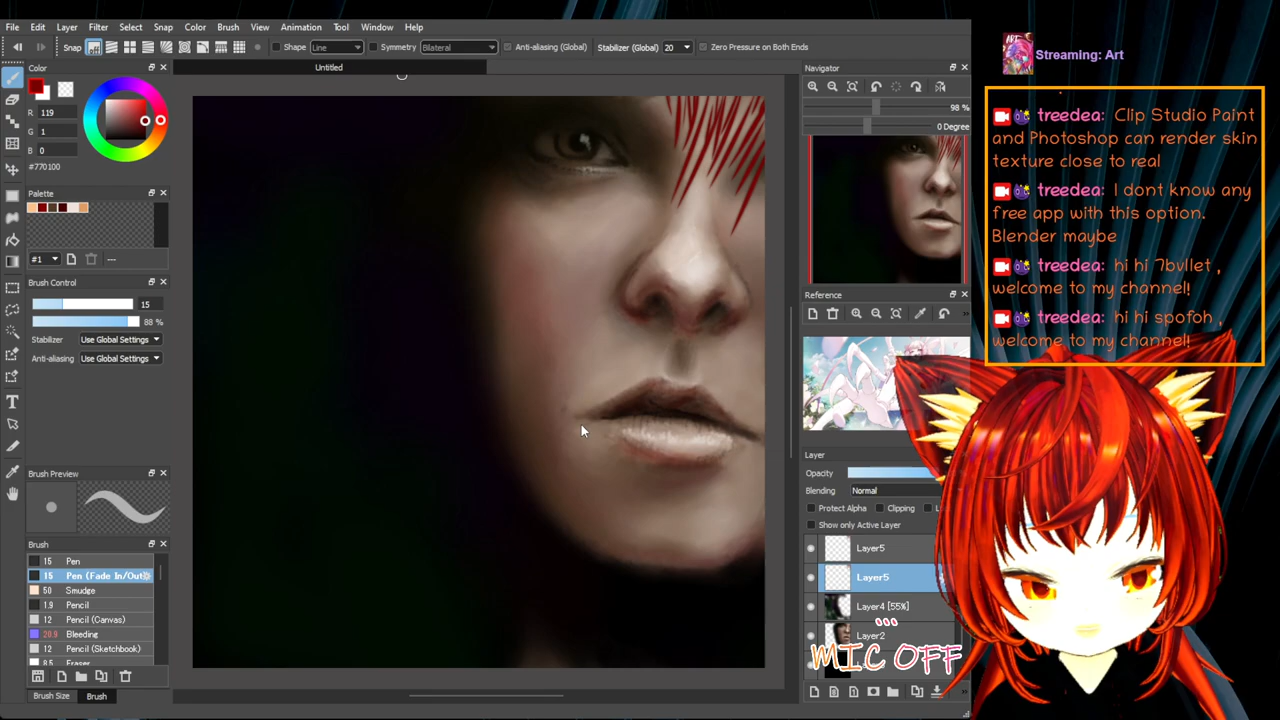 File Edit Layer Filter Select Snap Color Brush View Animation Tool Window Help
Snap off Shape Line Symmetry Bilateral Anti-aliasing (Global) Stabilizer (Global) 20 Zero Pressure on Both Ends
Color
R 119
G 1
B 0
#770100
Palette
#1 ---
Brush Control
15
88 %
Stabilizer Use Global Settings
Anti-aliasing Use Global Settings
Brush Preview
Brush
15 Pen
15 Pen (Fade In/Out
50 Smudge
1.9 Pencil
12 Pencil (Canvas)
20.9 Bleeding
12 Pencil (Sketchbook)
8.5 Eraser
Brush Size Brush
Untitled
Navigator
98 %
0 Degree
Reference
Layer
Opacity
Blending Normal
Protect Alpha Clipping
Show only Active Layer
Layer5
Layer5
Layer4 [55%]
Layer2
...
MIC OFF
ART
Streaming: Art
treedea: Clip Studio Paint
and Photoshop can render skin
texture close to real
treedea: I dont know any
free app with this option.
Blender maybe
treedea: hi hi 7bvllet ,
welcome to my channel!
treedea: hi hi spofoh ,
welcome to my channel!